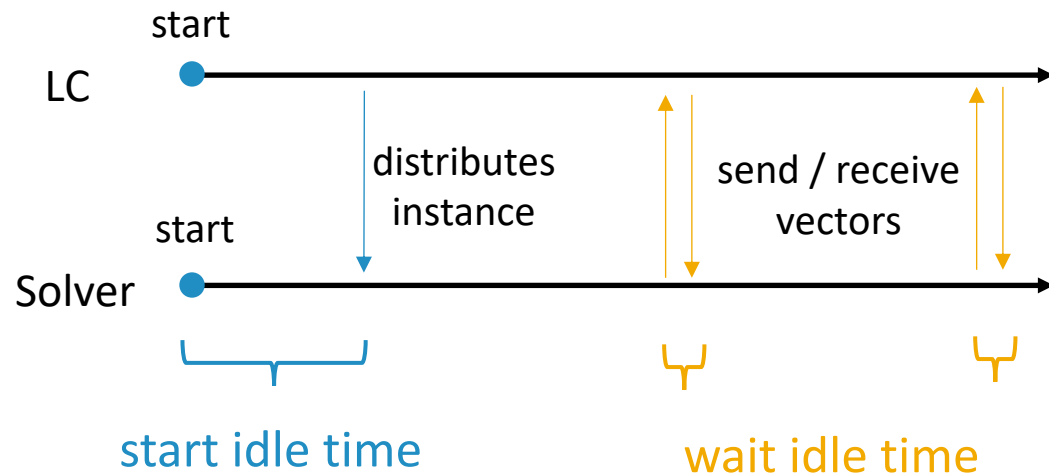 start
LC
distributes
instance
send / receive
vectors
start
Solver
start idle time
wait idle time